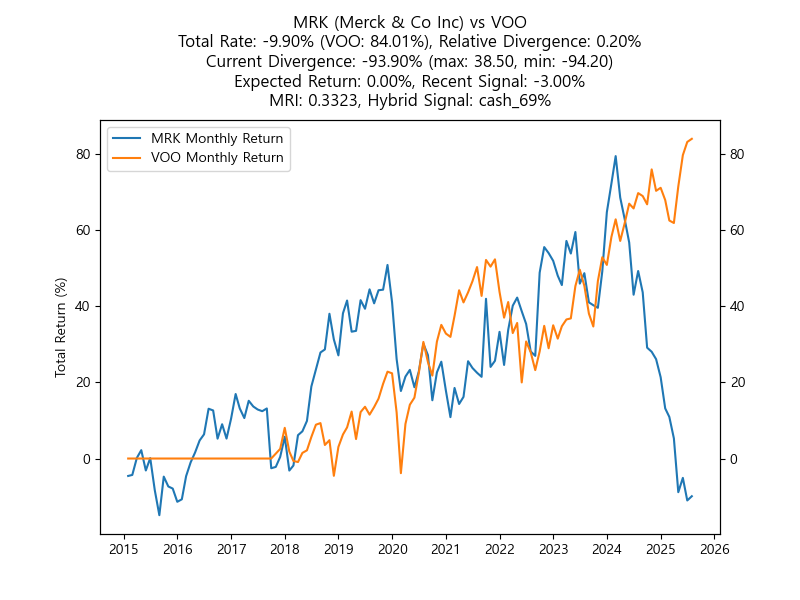 MRK (Merck & Co Inc) vs VOO
Total Rate: -9.90% (VOO: 84.01%), Relative Divergence: 0.20%
Current Divergence: -93.90% (max: 38.50, min: -94.20)
Expected Return: 0.00%, Recent Signal: -3.00%
MRI: 0.3323, Hybrid Signal: cash_69%
MRK Monthly Return
VOO Monthly Return
Total Return (%)
80
60
40
20
0
80
60
40
20
0
2015 2016 2017 2018 2019 2020 2021 2022 2023 2024 2025 2026